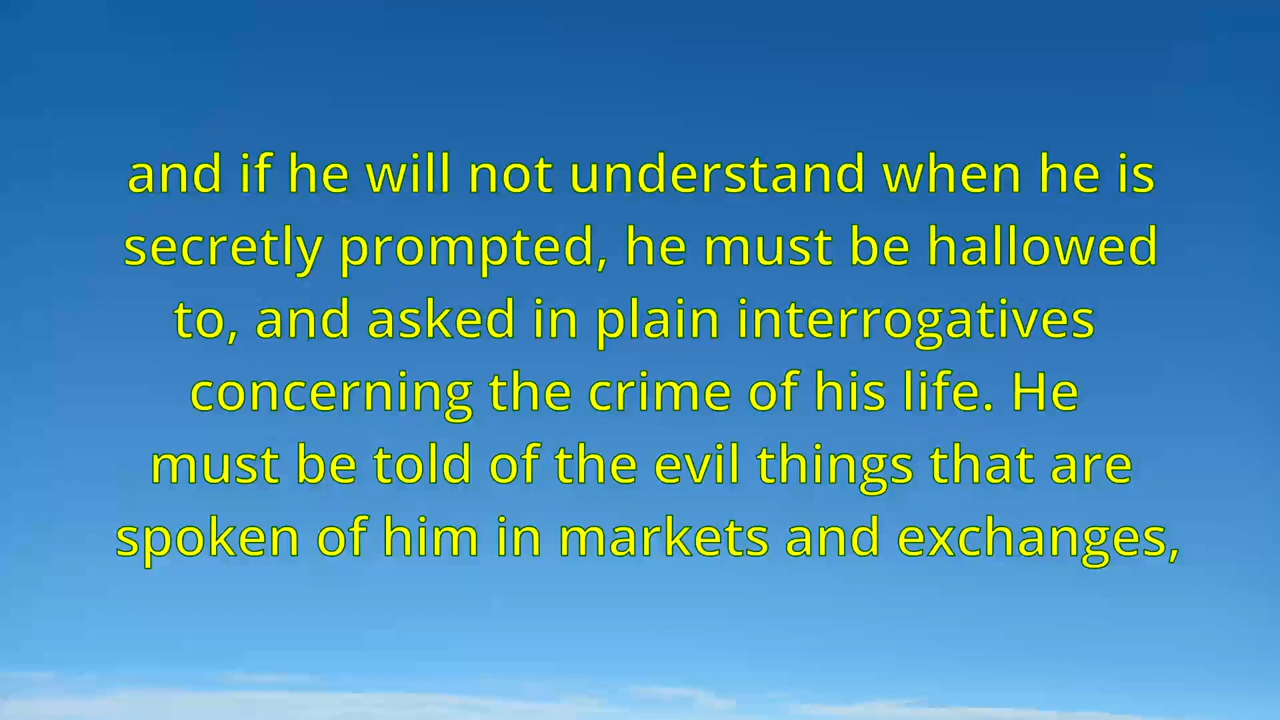 and if he will not understand when he is
secretly prompted, he must be hallowed
to, and asked in plain interrogatives
concerning the crime of his life. He
must be told of the evil things that are
spoken of him in markets and exchanges,